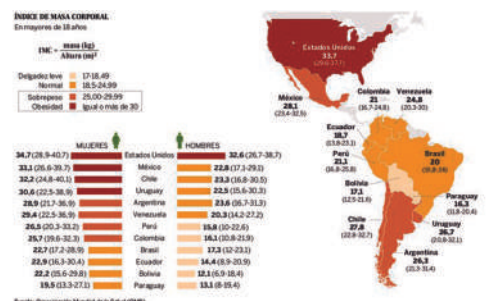 ÍNDICE DE MASA CORPORAL
En mayores de 18 años
IMC = masa (kg)
Altura (m)²
Delgadez leve 17-18,49
Normal 18,5-24,99
Sobrepeso 25,00-29,99
Obesidad Igual o más de 30
Estados Unidos
33,7
México
28,1
(23,4-32,5)
Colombia
21
(16,7-24,8)
Venezuela
24,8
(20,3-30)
Ecuador
18,7
(13,8-23,1)
Perú
21,1
(16,8-25,8)
Brasil
20
Bolivia
17,1
(12,5-21,6)
Paraguay
16,3
(11,8-20,6)
Chile
27,8
(22,8-32,7)
Uruguay
26,7
(20,8-32,1)
Argentina
26,3
(21,3-31,4)
MUJERES HOMBRES
34,7 (28,9-40,7) Estados Unidos 32,6 (26,7-38,7)
33,1 (26,6-39,7) México 22,8 (17,1-29,1)
32,2 (24,8-40,1) Chile 23,3 (16,8-30,5)
30,6 (22,5-38,9) Uruguay 22,5 (15,6-30,3)
28,9 (21,7-36,9) Argentina 23,6 (16,7-31,3)
29,4 (22,5-36,9) Venezuela 20,3 (14,2-27,2)
26,5 (20,3-33,2) Perú 15,8 (10-22,6)
25,7 (19,6-32,3) Colombia 16,1 (10,8-21,9)
22,7 (17,2-28,9) Brasil 17,3 (12-23,1)
22,9 (16,3-30,4) Ecuador 14,4 (8,9-20,9)
22,2 (15,6-29,8) Bolivia 12,1 (6,9-18,4)
19,5 (13,3-27,1) Paraguay 13,1 (8-19,4)